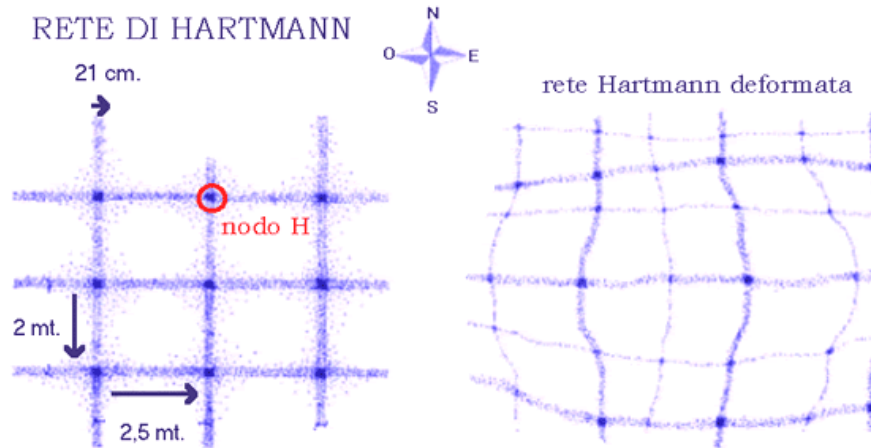 RETE DI HARTMANN
21 cm.
N
O
E
S
rete Hartmann deformata
nodo H
2 mt.
2,5 mt.